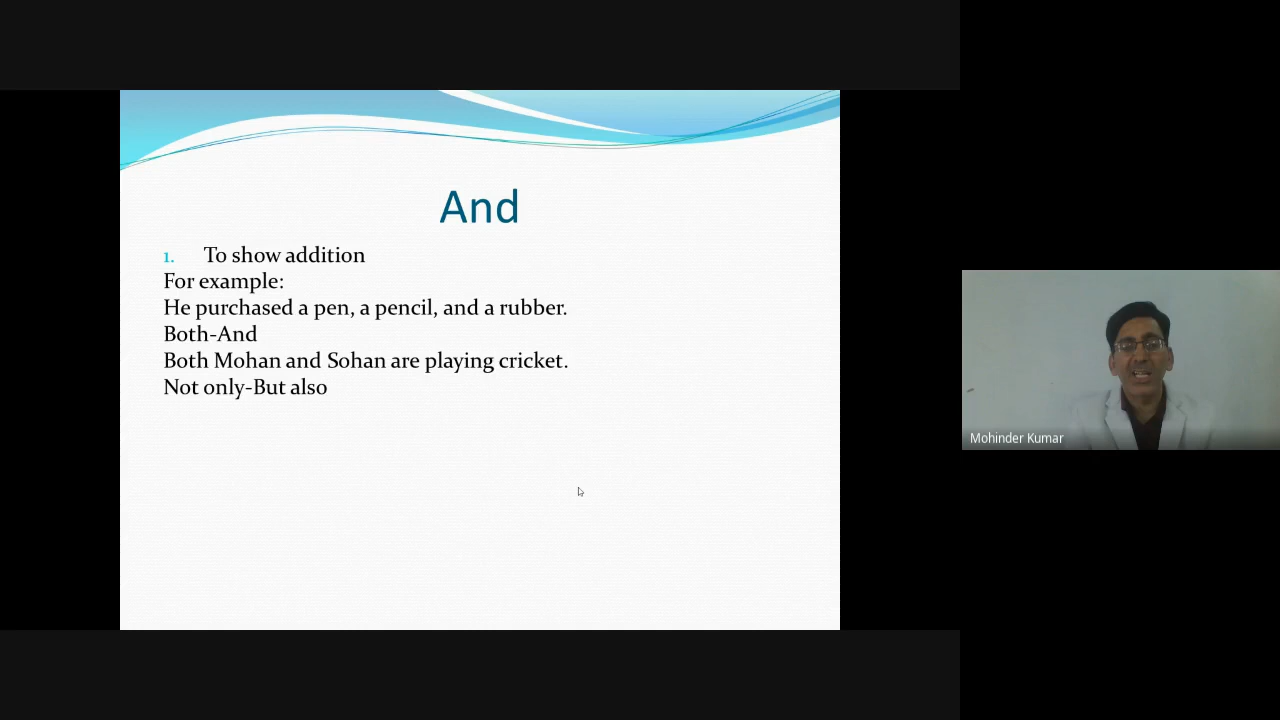 And
1. To show addition
For example:
He purchased a pen, a pencil, and a rubber.
Both-And
Both Mohan and Sohan are playing cricket.
Not only-But also
Mohinder Kumar